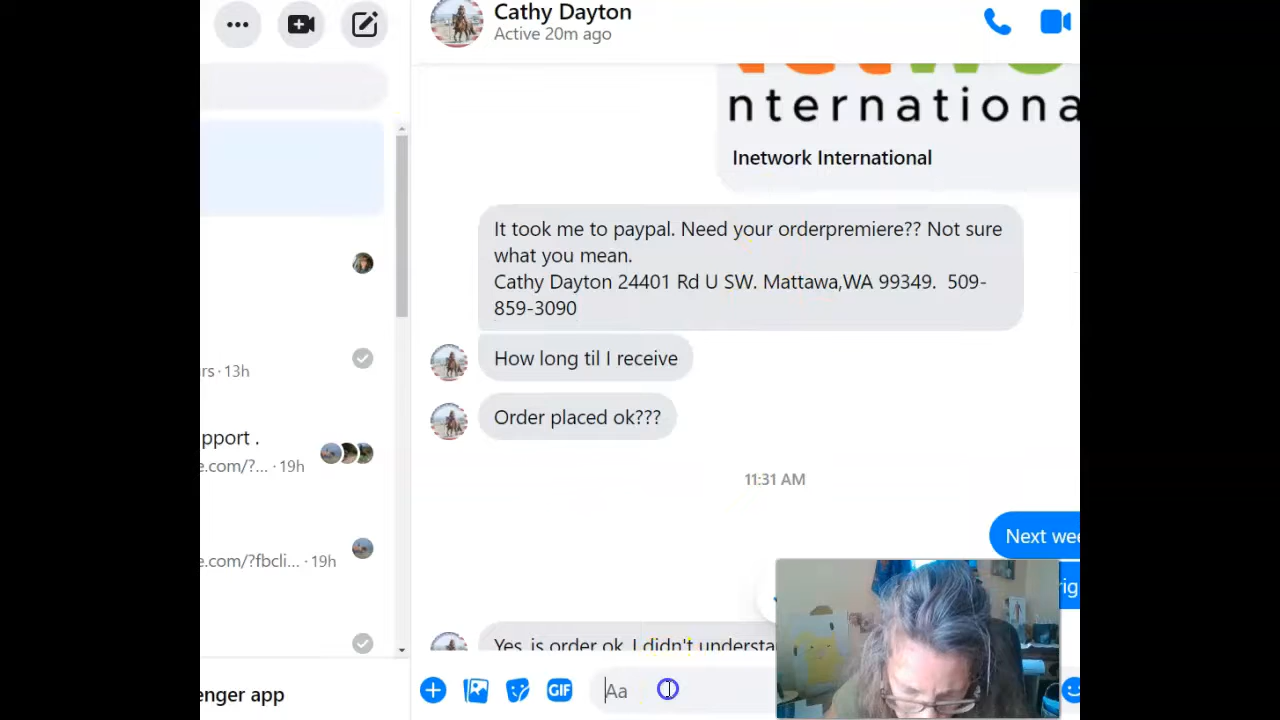 Cathy Dayton
Active 20m ago
nternationa
Inetwork International
It took me to paypal. Need your orderpremiere?? Not sure
what you mean.
Cathy Dayton 24401 Rd U SW. Mattawa,WA 99349. 509-
859-3090
How long til I receive
rs · 13h
Order placed ok???
pport .
e.com/?... · 19h
11:31 AM
Next wee
e.com/?fbcli... · 19h
rig
Yes, is order ok. I didn't understa
enger app
GIF
Aa